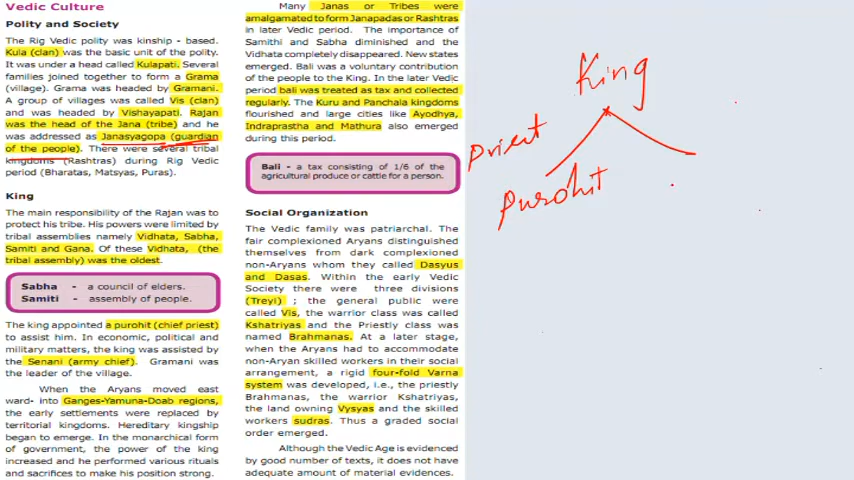 Vedic Culture
Polity and Society
The Rig Vedic polity was kinship - based.
Kula (clan) was the basic unit of the polity.
It was under a head called Kulapati. Several
families joined together to form a Grama
(village). Grama was headed by Gramani.
A group of villages was called Vis (clan)
and was headed by Vishayapati. Rajan
was the head of the Jana (tribe) and he
was addressed as Janasyagopa (guardian
of the people). There were several tribal
kingdoms (Rashtras) during Rig Vedic
period (Bharatas, Matsyas, Puras).
King
The main responsibility of the Rajan was to
protect his tribe. His powers were limited by
tribal assemblies namely Vidhata, Sabha,
Samiti and Gana. Of these Vidhata, (the
tribal assembly) was the oldest.
Sabha - a council of elders.
Samiti - assembly of people.
The king appointed a purohit (chief priest)
to assist him. In economic, political and
military matters, the king was assisted by
the Senani (army chief). Gramani was
the leader of the village.
When the Aryans moved east
ward- into Ganges-Yamuna-Doab regions,
the early settlements were replaced by
territorial kingdoms. Hereditary kingship
began to emerge. In the monarchical form
of government, the power of the king
increased and he performed various rituals
and sacrifices to make his position strong.
Many Janas or Tribes were
amalgamated to form Janapadas or Rashtras
in later Vedic period. The importance of
Samithi and Sabha diminished and the
Vidhata completely disappeared. New states
emerged. Bali was a voluntary contribution
of the people to the King. In the later Vedic
period bali was treated as tax and collected
regularly. The Kuru and Panchala kingdoms
flourished and large cities like Ayodhya,
Indraprastha and Mathura also emerged
during this period.
Bali - a tax consisting of 1/6 of the
agricultural produce or cattle for a person.
Social Organization
The Vedic family was patriarchal. The
fair complexioned Aryans distinguished
themselves from dark complexioned
non-Aryans whom they called Dasyus
and Dasas. Within the early Vedic
Society there were three divisions
(Treyi) ; the general public were
called Vis, the warrior class was called
Kshatriyas and the Priestly class was
named Brahmanas. At a later stage,
when the Aryans had to accommodate
non-Aryan skilled workers in their social
arrangement, a rigid four-fold Varna
system was developed, i.e., the priestly
Brahmanas, the warrior Kshatriyas,
the land owning Vysyas and the skilled
workers sudras. Thus a graded social
order emerged.
Although the Vedic Age is evidenced
by good number of texts, it does not have
adequate amount of material evidences.
King
Priest
Purohit